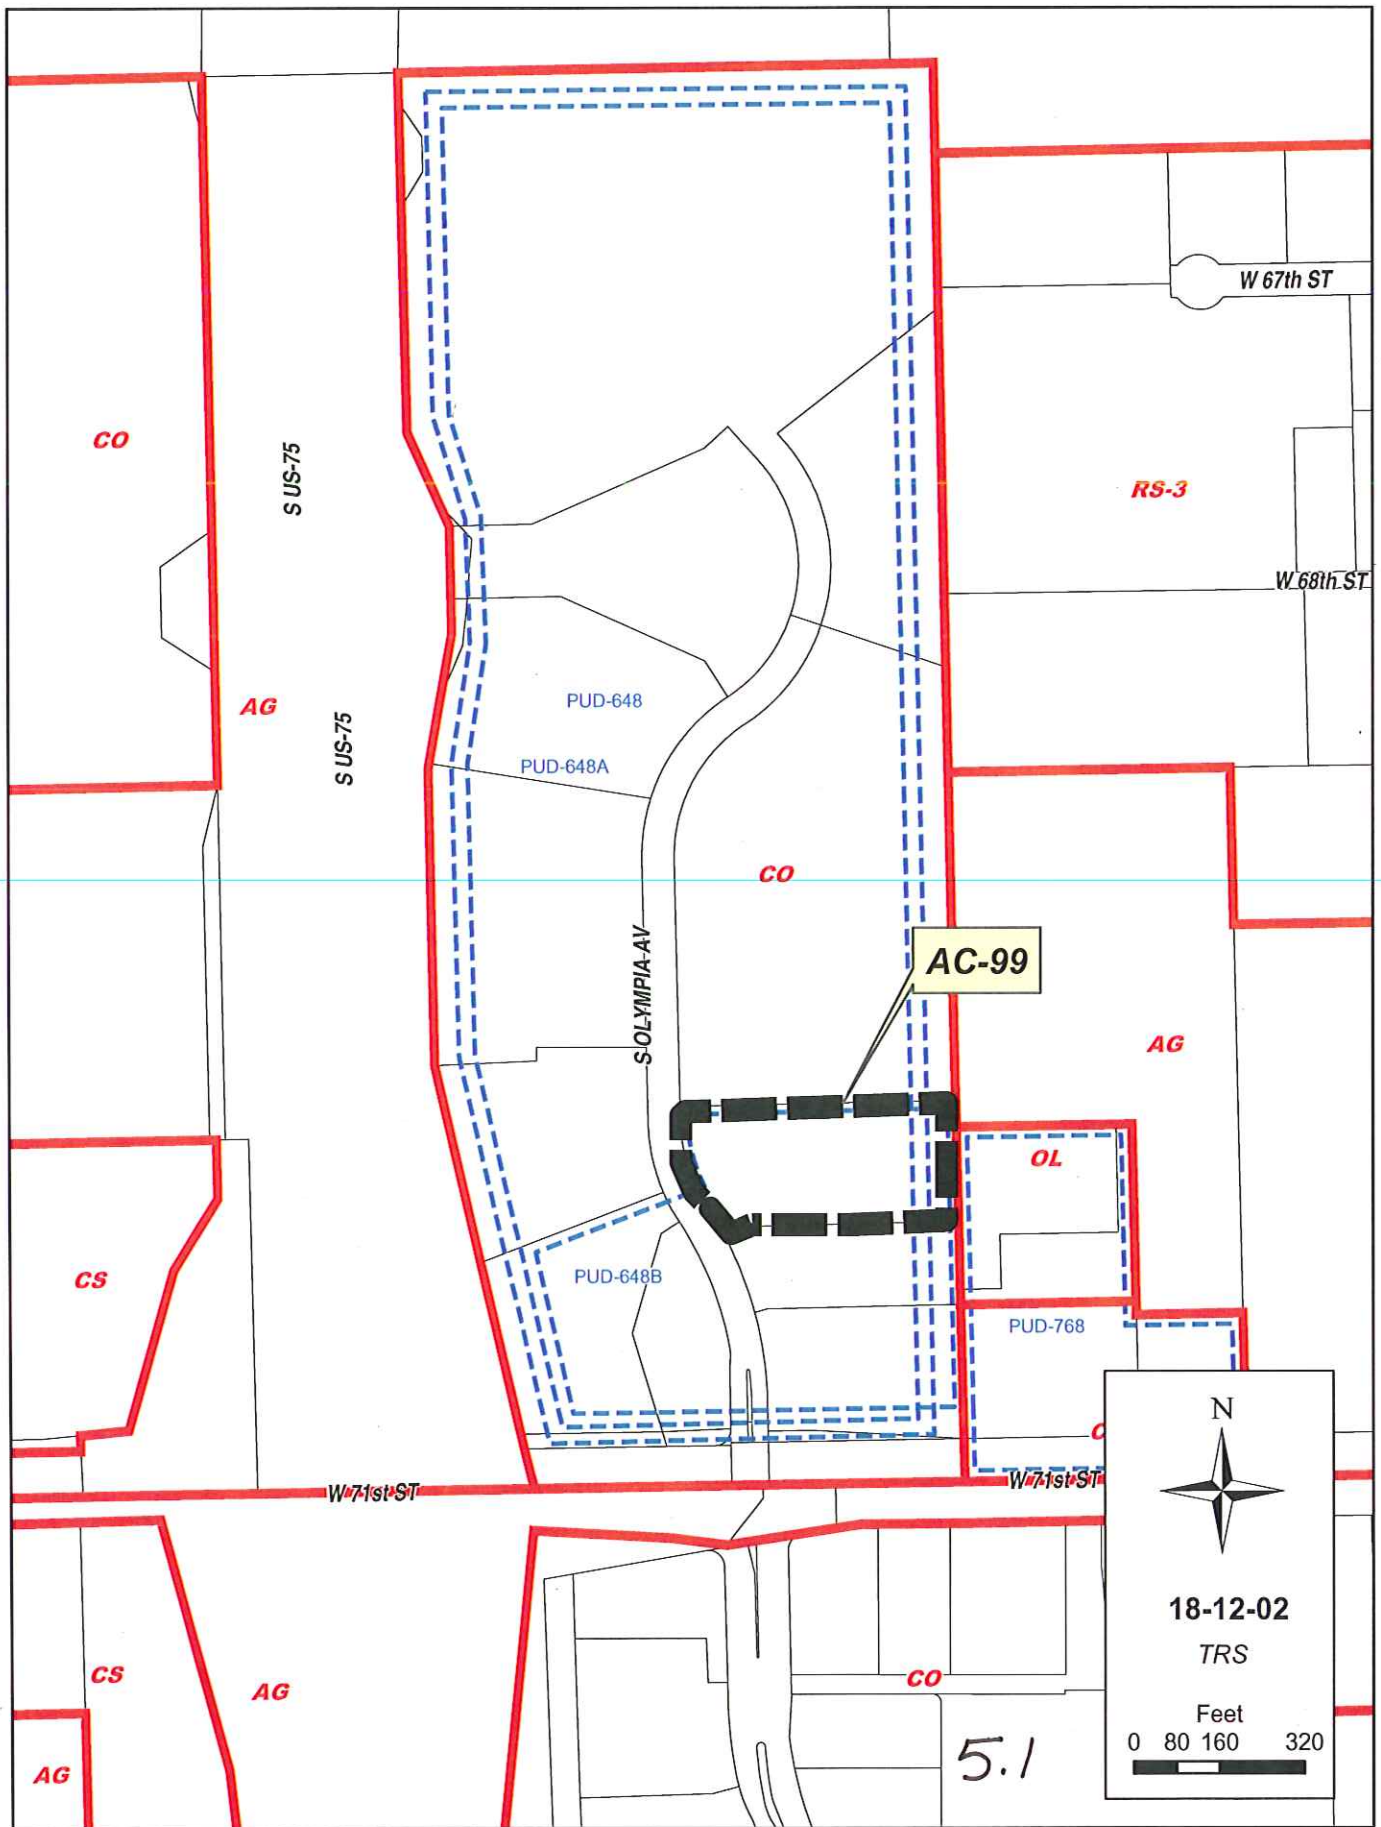 W 67th ST
CO
S US-75
RS-3
W 68th ST
PUD-648
AG
S US-75
PUD-648A
CO
S OLYMPIA AV
AC-99
AG
OL
CS
PUD-648B
PUD-768
N
W 71st ST
W 71st ST
18-12-02
TRS
CS
AG
CO
Feet
0 80 160 320
5.1
AG